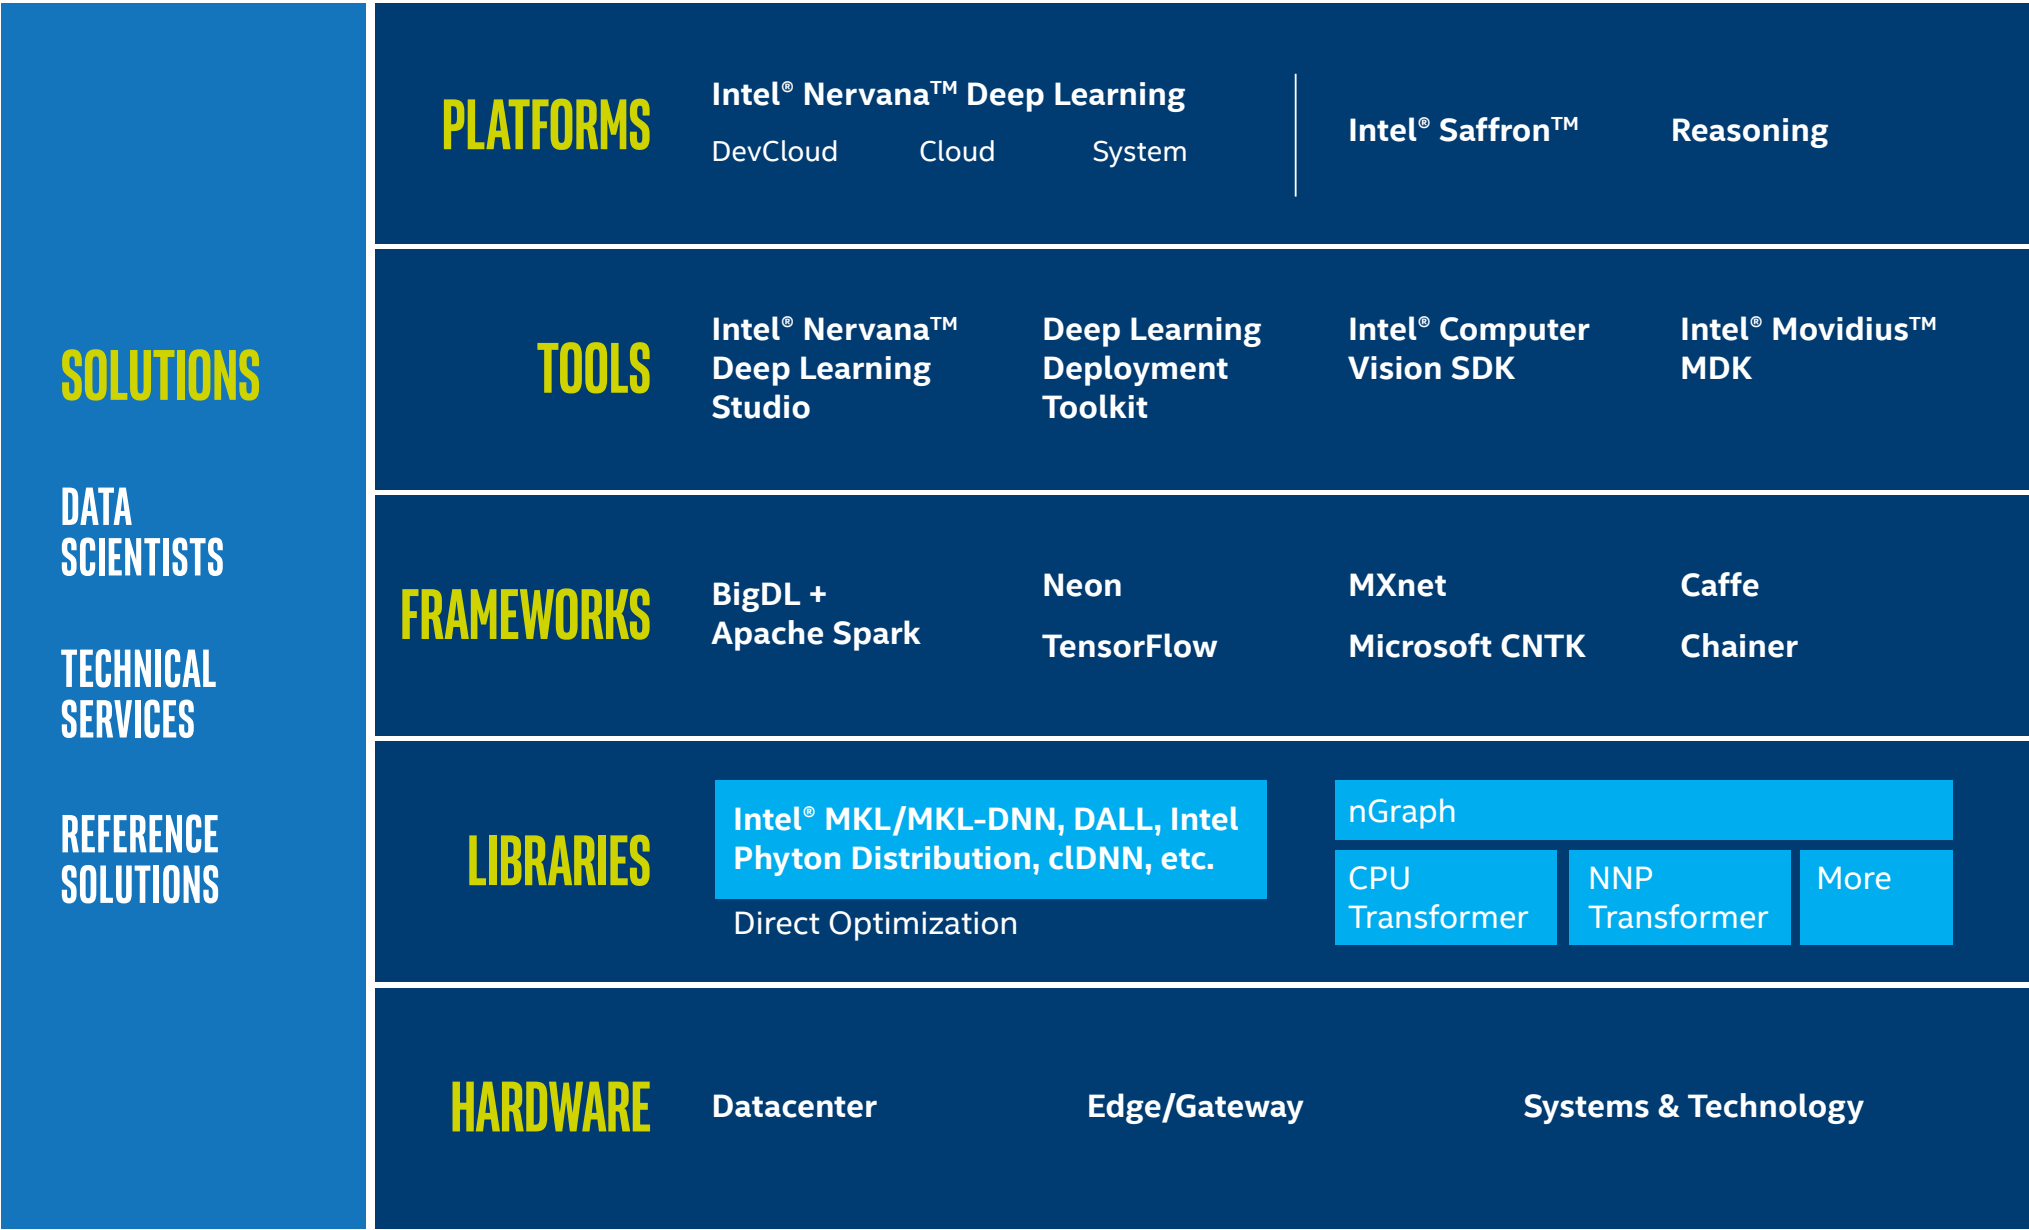 SOLUTIONS
DATA
SCIENTISTS
TECHNICAL
SERVICES
REFERENCE
SOLUTIONS
PLATFORMS
Intel® Nervana™ Deep Learning
DevCloud Cloud System
Intel® Saffron™ Reasoning
TOOLS
Intel® Nervana™
Deep Learning
Studio
Deep Learning
Deployment
Toolkit
Intel® Computer
Vision SDK
Intel® Movidius™
MDK
FRAMEWORKS
BigDL +
Apache Spark
Neon
TensorFlow
MXnet
Microsoft CNTK
Caffe
Chainer
LIBRARIES
Intel® MKL/MKL-DNN, DALL, Intel
Phyton Distribution, clDNN, etc.
Direct Optimization
nGraph
CPU
Transformer
NNP
Transformer
More
HARDWARE
Datacenter
Edge/Gateway
Systems & Technology